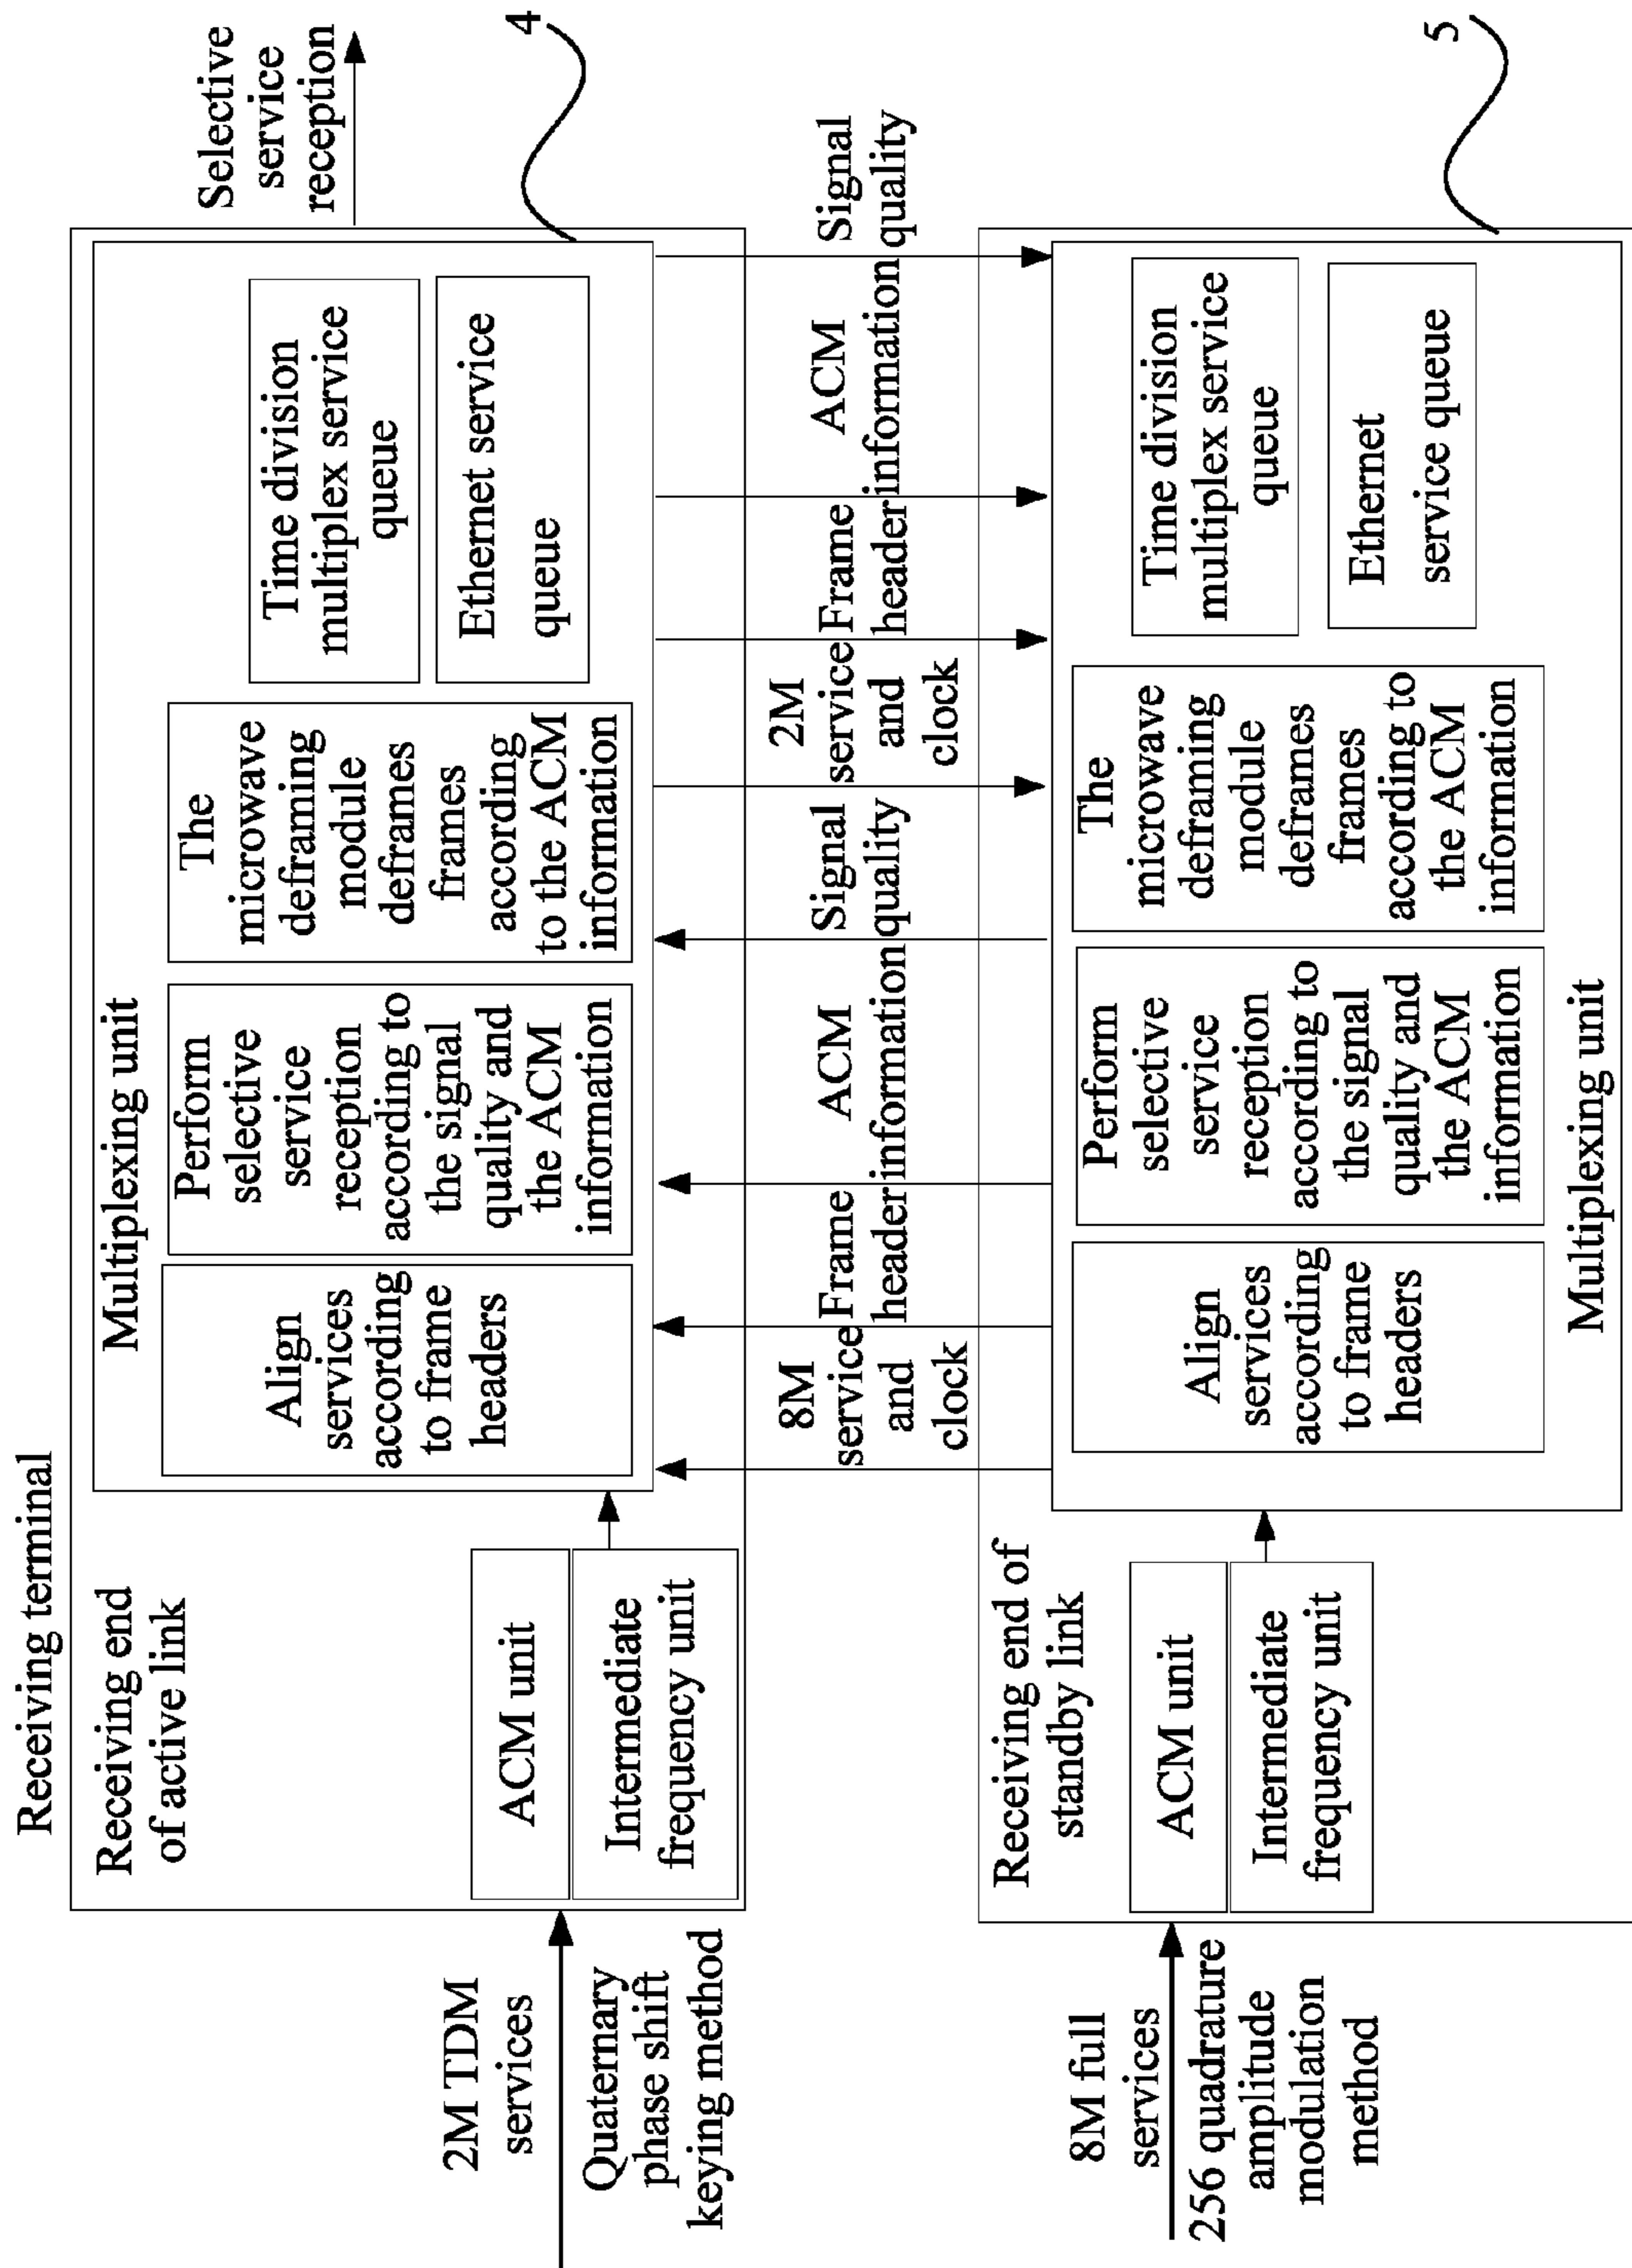 Receiving terminal
Receiving end
of active link
Multiplexing unit
2M TDM
services
Quaternary
phase shift
keying method
ACM unit
Intermediate
frequency unit
Align
services
according
to frame
headers
Perform
selective
service
reception
according to
the signal
quality and
the ACM
information
The
microwave
deframing
module
deframes
frames
according
to the ACM
information
Time division
multiplex service
queue
Ethernet service
queue
Selective
service
reception
4
8M
service
and
clock
Frame
header
ACM
information
Signal
quality
2M
service
and
clock
Frame
header
ACM
information
Signal
quality
Receiving end of
standby link
8M full
services
256 quadrature
amplitude
modulation
method
ACM unit
Intermediate
frequency unit
Align
services
according
to frame
headers
Perform
selective
service
reception
according to
the signal
quality and
the ACM
information
The
microwave
deframing
module
deframes
frames
according to
the ACM
information
Time division
multiplex service
queue
Ethernet
service queue
5
Multiplexing unit